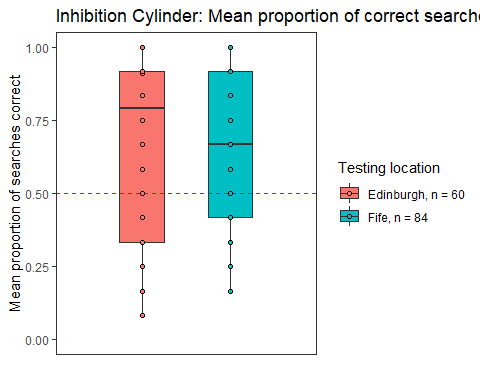 Inhibition Cylinder: Mean proportion of correct searche
Mean proportion of searches correct
1.00
0.75
0.50
0.25
0.00
Testing location
Edinburgh, n = 60
Fife, n = 84